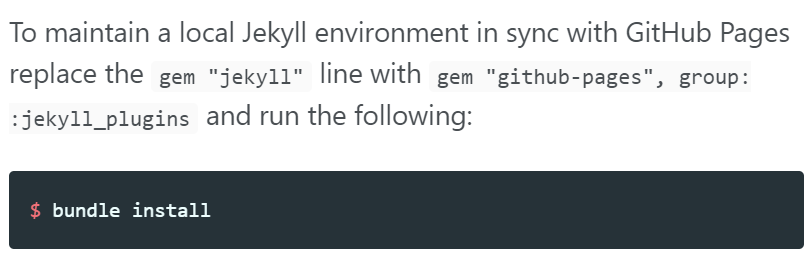 To maintain a local Jekyll environment in sync with GitHub Pages
replace the gem "jekyll" line with gem "github-pages", group:
:jekyll_plugins and run the following:
$ bundle install